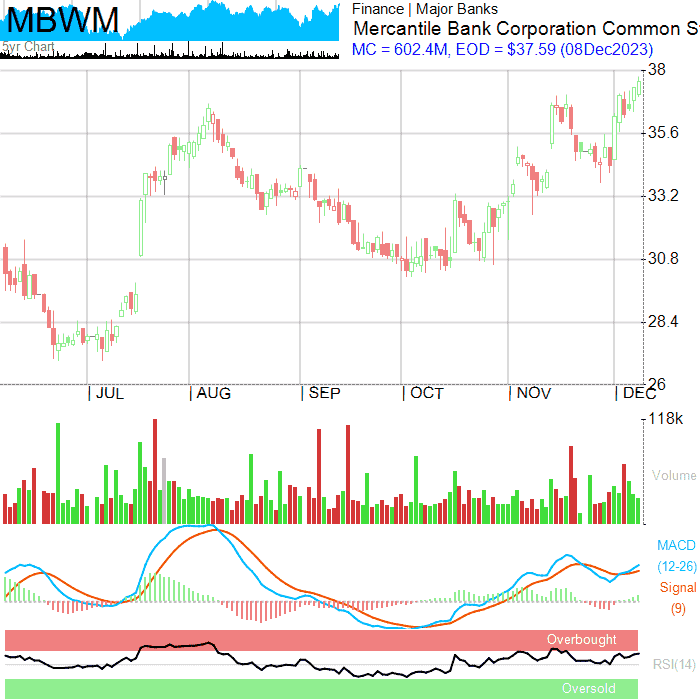 MBWM
5yr Chart
Finance | Major Banks
Mercantile Bank Corporation Common S
MC = 602.4M, EOD = $37.59 (08Dec2023)
38
35.6
33.2
30.8
28.4
26
| JUL | AUG | SEP | OCT | NOV | DEC
118k
Volume
MACD
(12-26)
Signal
(9)
Overbought
RSI(14)
Oversold